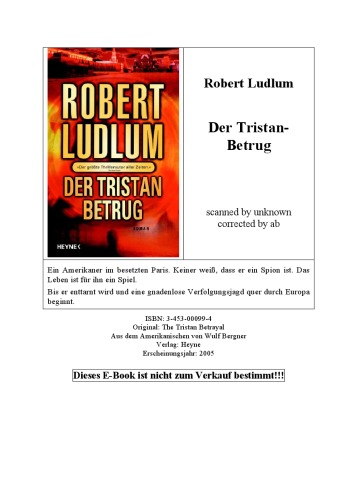 ROBERT
LUDLUM
»Der größte Thrillerautor aller Zeiten.«
DER TRISTAN
BETRUG
ROMAN
HEYNE
Robert Ludlum
Der Tristan-
Betrug
scanned by unknown
corrected by ab
Ein Amerikaner im besetzten Paris. Keiner weiß, dass er ein Spion ist. Das
Leben ist für ihn ein Spiel.
Bis er enttarnt wird und eine gnadenlose Verfolgungsjagd quer durch Europa
beginnt.
ISBN: 3-453-00099-4
Original: The Tristan Betrayal
Aus dem Amerikanischen von Wulf Bergner
Verlag: Heyne
Erscheinungsjahr: 2005
Dieses E-Book ist nicht zum Verkauf bestimmt!!!